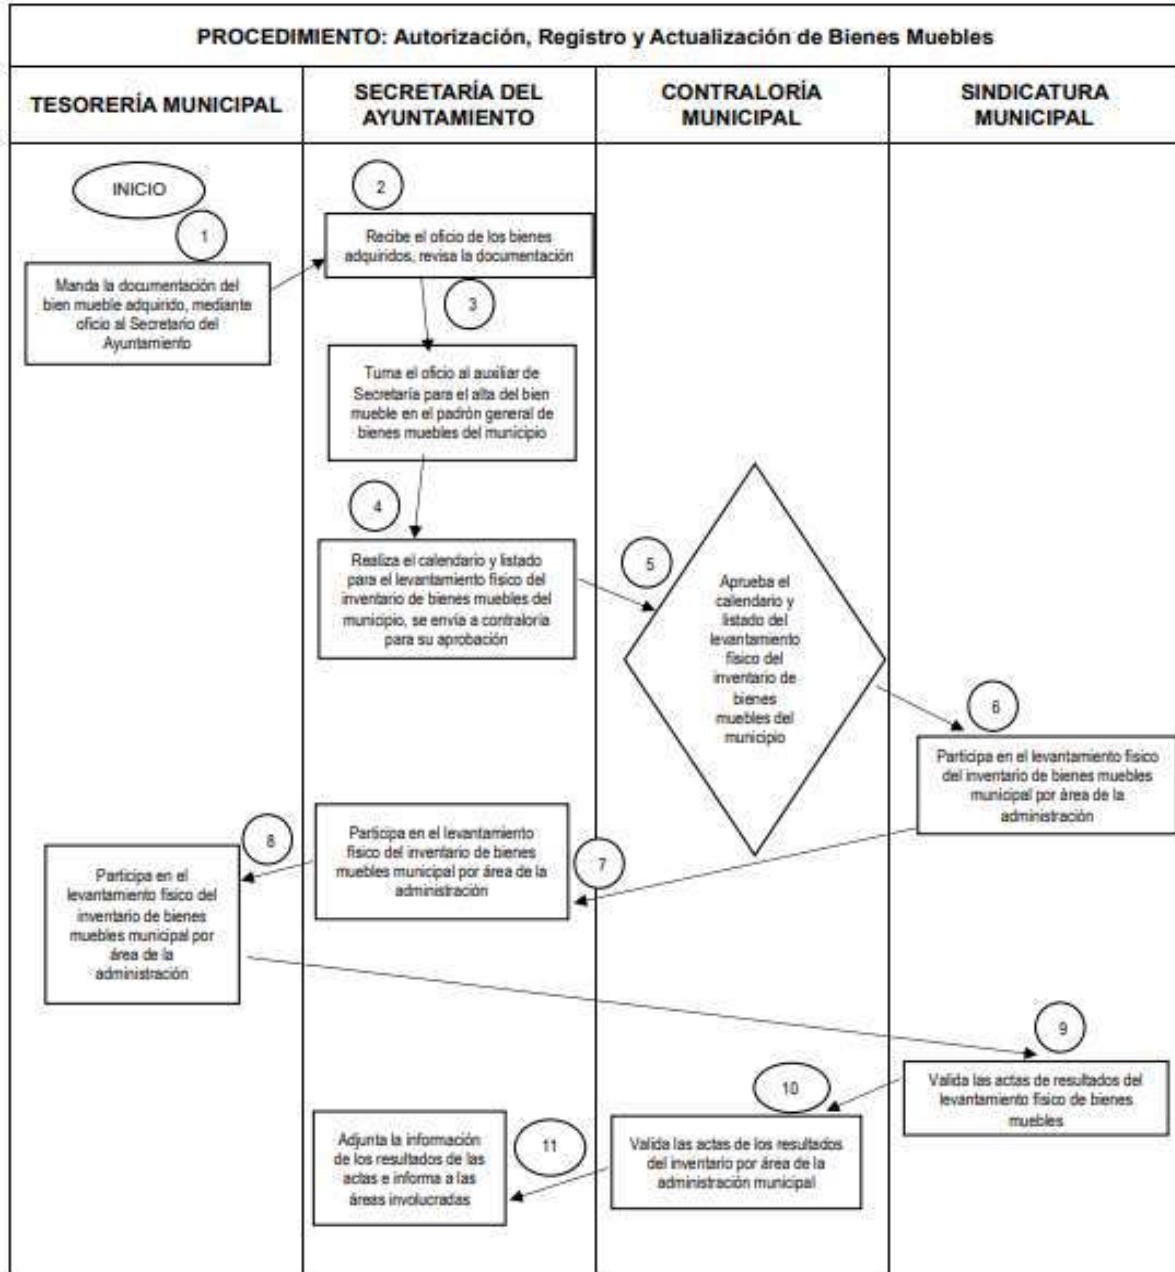 PROCEDIMIENTO: Autorización, Registro y Actualización de Bienes Muebles
TESORERÍA MUNICIPAL
SECRETARÍA DEL
AYUNTAMIENTO
CONTRALORÍA
MUNICIPAL
SINDICATURA
MUNICIPAL
INICIO
1
Manda la documentación del
bien mueble adquirido, mediante
oficio al Secretario del
Ayuntamiento
2
Recibe el oficio de los bienes
adquiridos, revisa la documentación
3
Turna el oficio al auxiliar de
Secretaría para el alta del bien
mueble en el padrón general de
bienes muebles del municipio
4
Realiza el calendario y listado
para el levantamiento físico del
inventario de bienes muebles del
municipio, se envía a contraloría
para su aprobación
5
Aprueba el
calendario y
listado del
levantamiento
físico del
inventario de
bienes
muebles del
municipio
6
Participa en el levantamiento físico
del inventario de bienes muebles
municipal por área de la
administración
7
Participa en el levantamiento
físico del inventario de bienes
muebles municipal por área de la
administración
8
Participa en el
levantamiento físico del
inventario de bienes
muebles municipal por
área de la
administración
9
Valida las actas de resultados del
levantamiento físico de bienes
muebles
10
Valida las actas de los resultados
del inventario por área de la
administración municipal
11
Adjunta la información
de los resultados de las
actas e informa a las
áreas involucradas